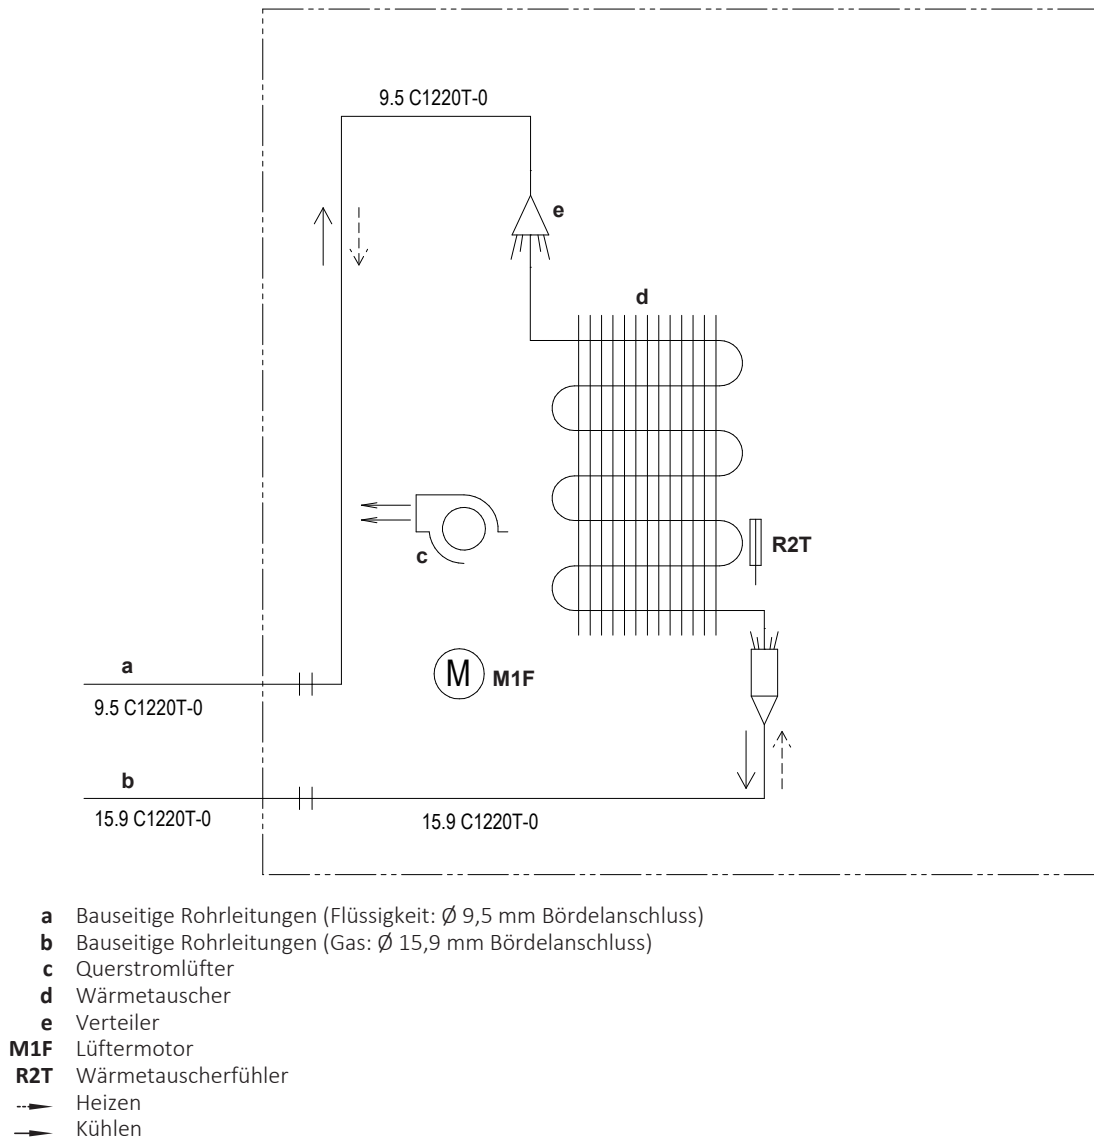 9.5 C1220T-0
e
d
c
R2T
M
M1F
a
9.5 C1220T-0
b
15.9 C1220T-0
15.9 C1220T-0
a Bauseitige Rohrleitungen (Flüssigkeit: Ø 9,5 mm Bördelanschluss)
b Bauseitige Rohrleitungen (Gas: Ø 15,9 mm Bördelanschluss)
c Querstromlüfter
d Wärmetauscher
e Verteiler
M1F Lüftermotor
R2T Wärmetauscherfühler
Heizen
Kühlen